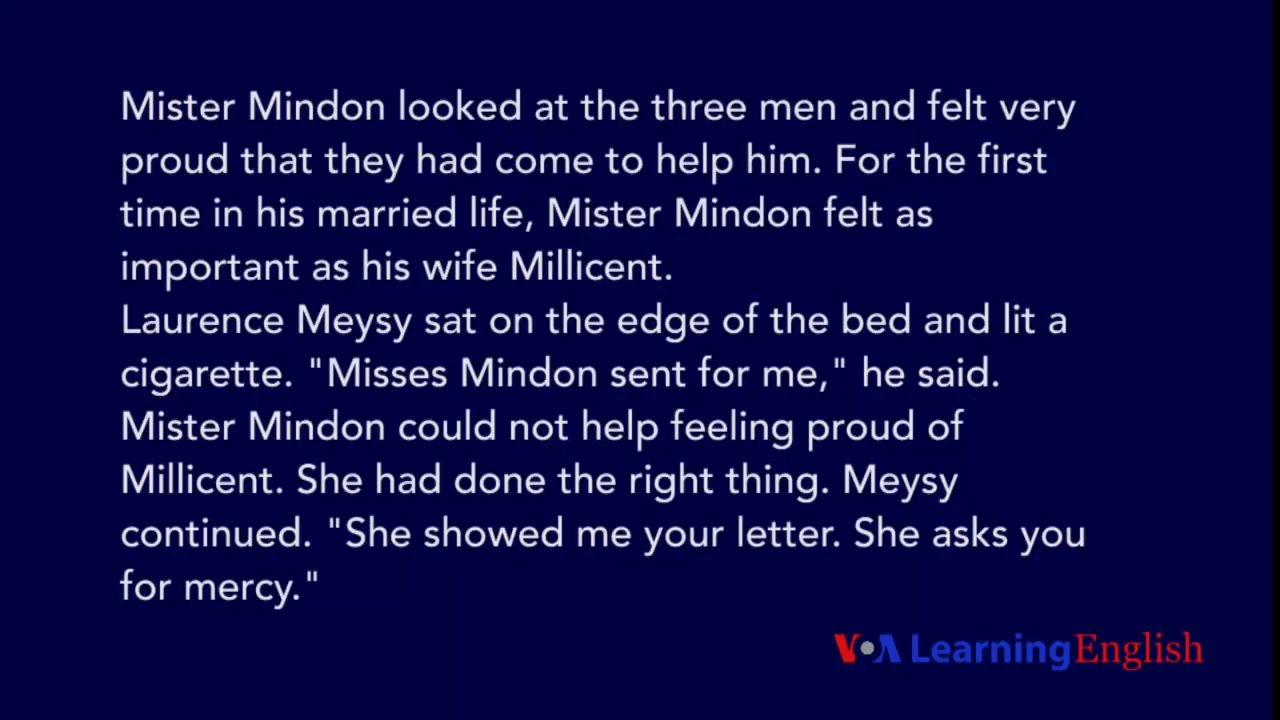 Mister Mindon looked at the three men and felt very
proud that they had come to help him. For the first
time in his married life, Mister Mindon felt as
important as his wife Millicent.
Laurence Meysy sat on the edge of the bed and lit a
cigarette. "Misses Mindon sent for me," he said.
Mister Mindon could not help feeling proud of
Millicent. She had done the right thing. Meysy
continued. "She showed me your letter. She asks you
for mercy."
VOA Learning English